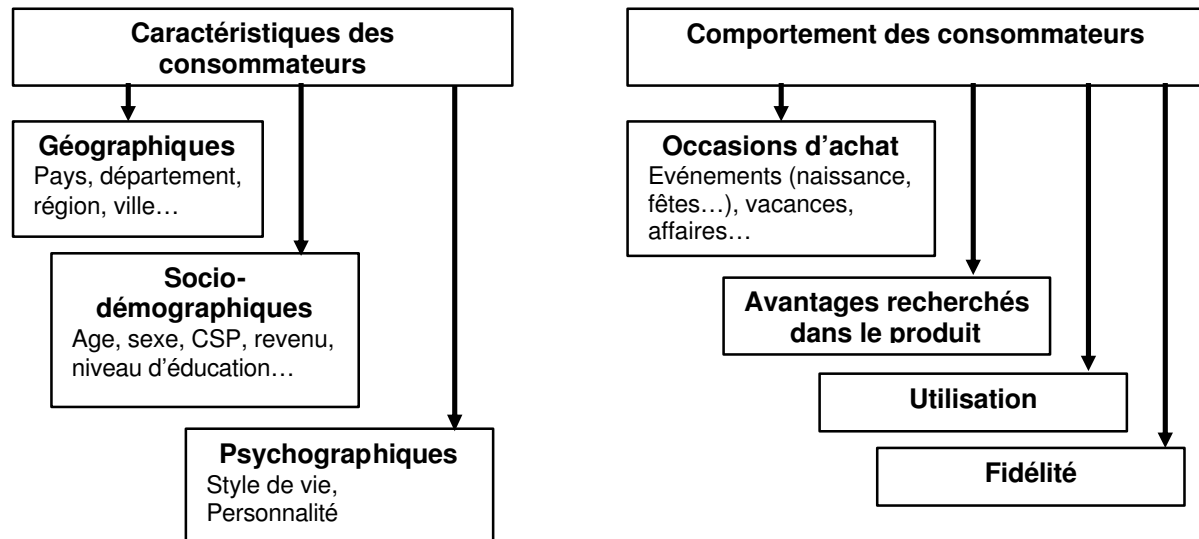 Caractéristiques des
consommateurs
Géographiques
Pays, département,
région, ville…
Socio-
démographiques
Age, sexe, CSP, revenu,
niveau d’éducation…
Psychographiques
Style de vie,
Personnalité
Comportement des consommateurs
Occasions d’achat
Evénements (naissance,
fêtes…), vacances,
affaires…
Avantages recherchés
dans le produit
Utilisation
Fidélité